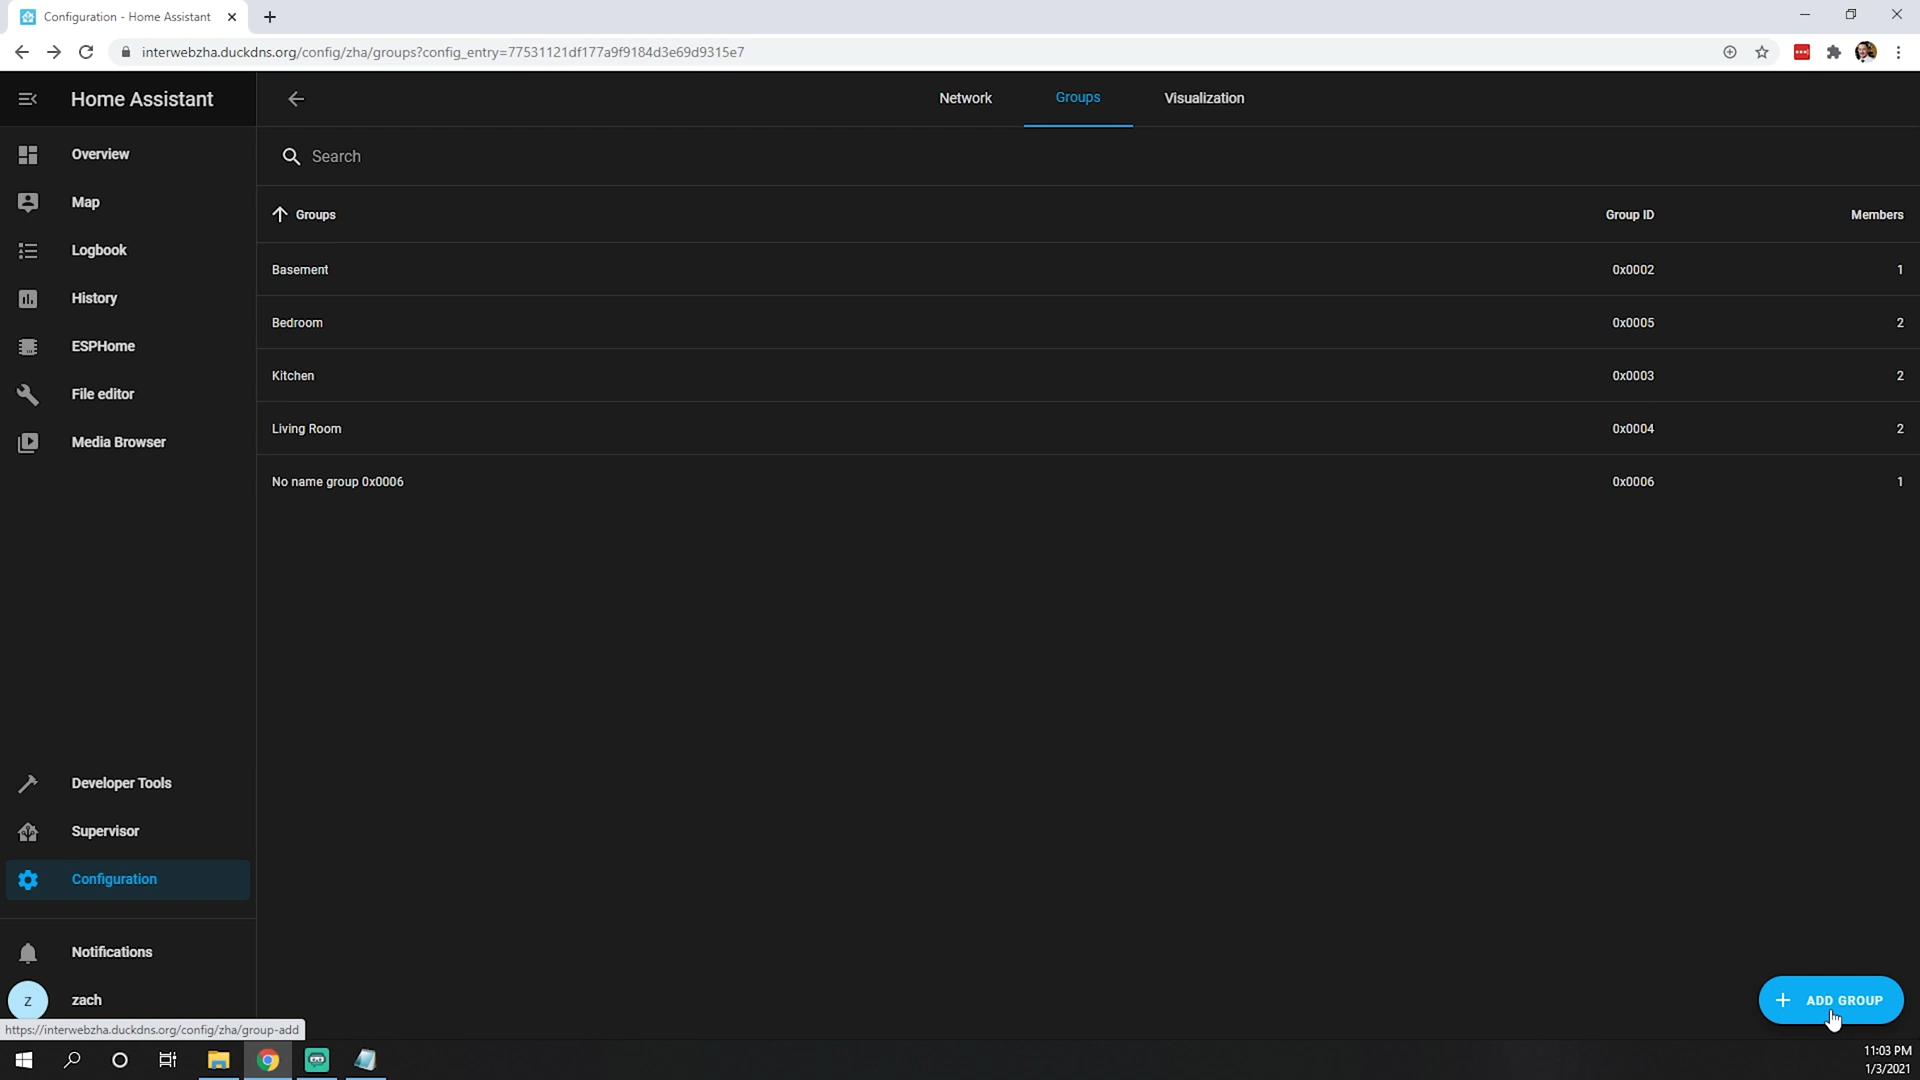 Configuration - Home Assistant
interwebzha.duckdns.org/config/zha/groups?config_entry=77531121df177a9f9184d3e69d9315e7
Home Assistant
Network
Groups
Visualization
Overview
Map
Logbook
History
ESPHome
File editor
Media Browser
Developer Tools
Supervisor
Configuration
Notifications
Z zach
Search
Groups Group ID Members
Basement 0x0002 1
Bedroom 0x0005 2
Kitchen 0x0003 2
Living Room 0x0004 2
No name group 0x0006 0x0006 1
ADD GROUP
https://interwebzha.duckdns.org/config/zha/group-add
11:03 PM
1/3/2021